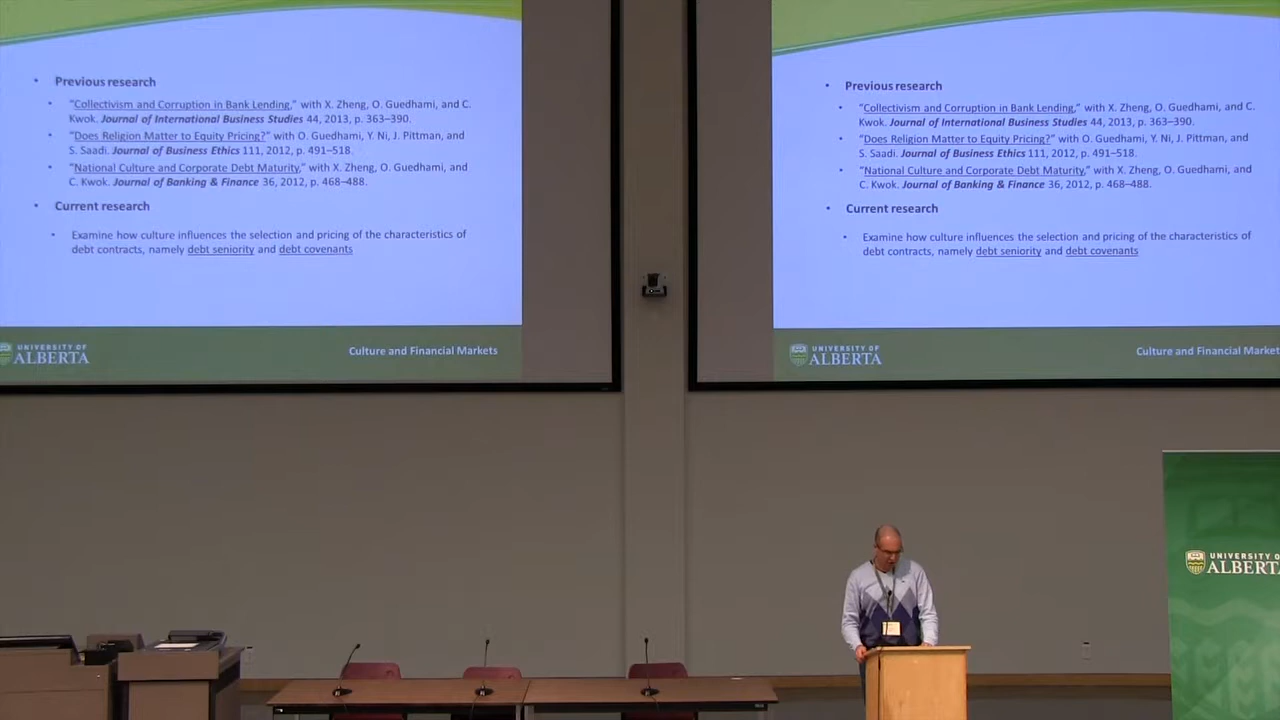 • Previous research
• "Collectivism and Corruption in Bank Lending," with X. Zheng, O. Guedhami, and C.
Kwok. Journal of International Business Studies 44, 2013, p. 363–390.
• "Does Religion Matter to Equity Pricing?" with O. Guedhami, Y. Ni, J. Pittman, and
S. Saadi. Journal of Business Ethics 111, 2012, p. 491–518.
• "National Culture and Corporate Debt Maturity," with X. Zheng, O. Guedhami, and
C. Kwok. Journal of Banking & Finance 36, 2012, p. 468–488.
• Current research
• Examine how culture influences the selection and pricing of the characteristics of
debt contracts, namely debt seniority and debt covenants
UNIVERSITY OF
ALBERTA
Culture and Financial Markets
• Previous research
• "Collectivism and Corruption in Bank Lending," with X. Zheng, O. Guedhami, and C.
Kwok. Journal of International Business Studies 44, 2013, p. 363–390.
• "Does Religion Matter to Equity Pricing?" with O. Guedhami, Y. Ni, J. Pittman, and
S. Saadi. Journal of Business Ethics 111, 2012, p. 491–518.
• "National Culture and Corporate Debt Maturity," with X. Zheng, O. Guedhami, and
C. Kwok. Journal of Banking & Finance 36, 2012, p. 468–488.
• Current research
• Examine how culture influences the selection and pricing of the characteristics of
debt contracts, namely debt seniority and debt covenants
UNIVERSITY OF
ALBERTA
Culture and Financial Market
UNIVERSITY OF
ALBERTA